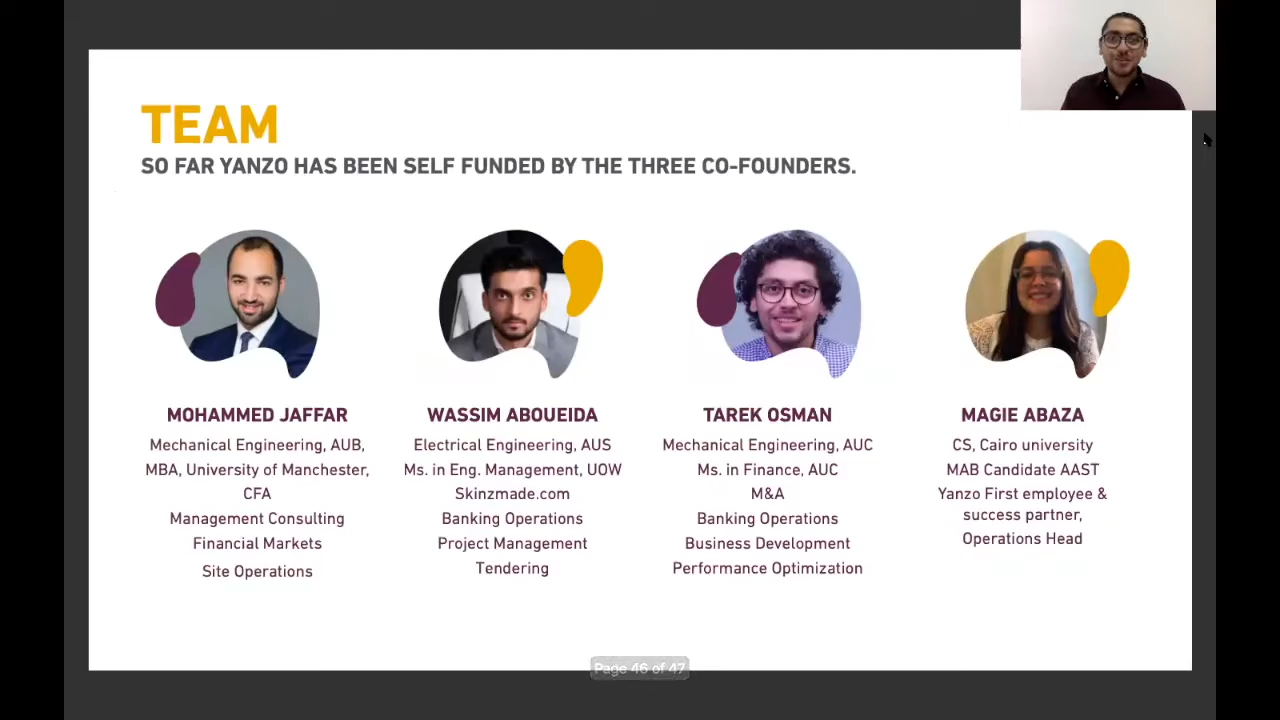 TEAM
SO FAR YANZO HAS BEEN SELF FUNDED BY THE THREE CO-FOUNDERS.
MOHAMMED JAFFAR
Mechanical Engineering, AUB,
MBA, University of Manchester,
CFA
Management Consulting
Financial Markets
Site Operations
WASSIM ABOUEIDA
Electrical Engineering, AUS
Ms. in Eng. Management, UOW
Skinzmade.com
Banking Operations
Project Management
Tendering
TAREK OSMAN
Mechanical Engineering, AUC
Ms. in Finance, AUC
M&A
Banking Operations
Business Development
Performance Optimization
MAGIE ABAZA
CS, Cairo university
MAB Candidate AAST
Yanzo First employee &
success partner,
Operations Head
Page 46 of 47